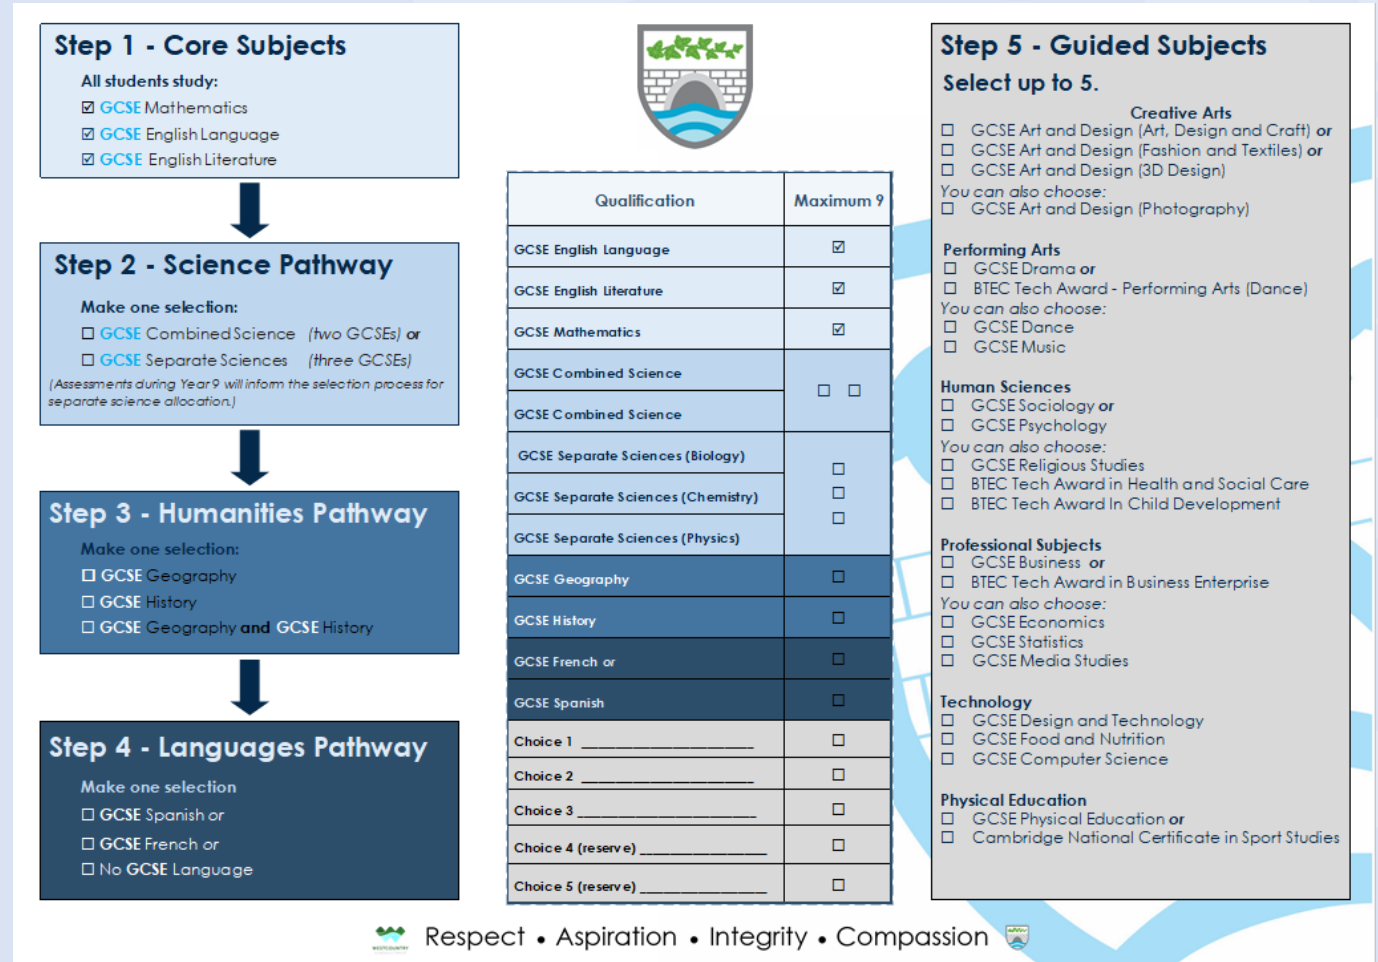 Step 1 - Core Subjects
All students study:
☑ GCSE Mathematics
☑ GCSE English Language
☑ GCSE English Literature
Step 2 - Science Pathway
Make one selection:
☐ GCSE Combined Science (two GCSEs) or
☐ GCSE Separate Sciences (three GCSEs)
(Assessments during Year 9 will inform the selection process for
separate science allocation.)
Step 3 - Humanities Pathway
Make one selection:
☐ GCSE Geography
☐ GCSE History
☐ GCSE Geography and GCSE History
Step 4 - Languages Pathway
Make one selection
☐ GCSE Spanish or
☐ GCSE French or
☐ No GCSE Language
Qualification Maximum 9
GCSE English Language ☑
GCSE English Literature ☑
GCSE Mathematics ☑
GCSE Combined Science
☐ ☐
GCSE Combined Science
GCSE Separate Sciences (Biology) ☐
GCSE Separate Sciences (Chemistry) ☐
GCSE Separate Sciences (Physics) ☐
GCSE Geography ☐
GCSE History ☐
GCSE French or ☐
GCSE Spanish ☐
Choice 1 ____________________ ☐
Choice 2 ____________________ ☐
Choice 3 ____________________ ☐
Choice 4 (reserve) _______________ ☐
Choice 5 (reserve) _______________ ☐
Step 5 - Guided Subjects
Select up to 5.
Creative Arts
☐ GCSE Art and Design (Art, Design and Craft) or
☐ GCSE Art and Design (Fashion and Textiles) or
☐ GCSE Art and Design (3D Design)
You can also choose:
☐ GCSE Art and Design (Photography)
Performing Arts
☐ GCSE Drama or
☐ BTEC Tech Award - Performing Arts (Dance)
You can also choose:
☐ GCSE Dance
☐ GCSE Music
Human Sciences
☐ GCSE Sociology or
☐ GCSE Psychology
You can also choose:
☐ GCSE Religious Studies
☐ BTEC Tech Award in Health and Social Care
☐ BTEC Tech Award In Child Development
Professional Subjects
☐ GCSE Business or
☐ BTEC Tech Award in Business Enterprise
You can also choose:
☐ GCSE Economics
☐ GCSE Statistics
☐ GCSE Media Studies
Technology
☐ GCSE Design and Technology
☐ GCSE Food and Nutrition
☐ GCSE Computer Science
Physical Education
☐ GCSE Physical Education or
☐ Cambridge National Certificate in Sport Studies
WESTCOUNTRY
Respect • Aspiration • Integrity • Compassion